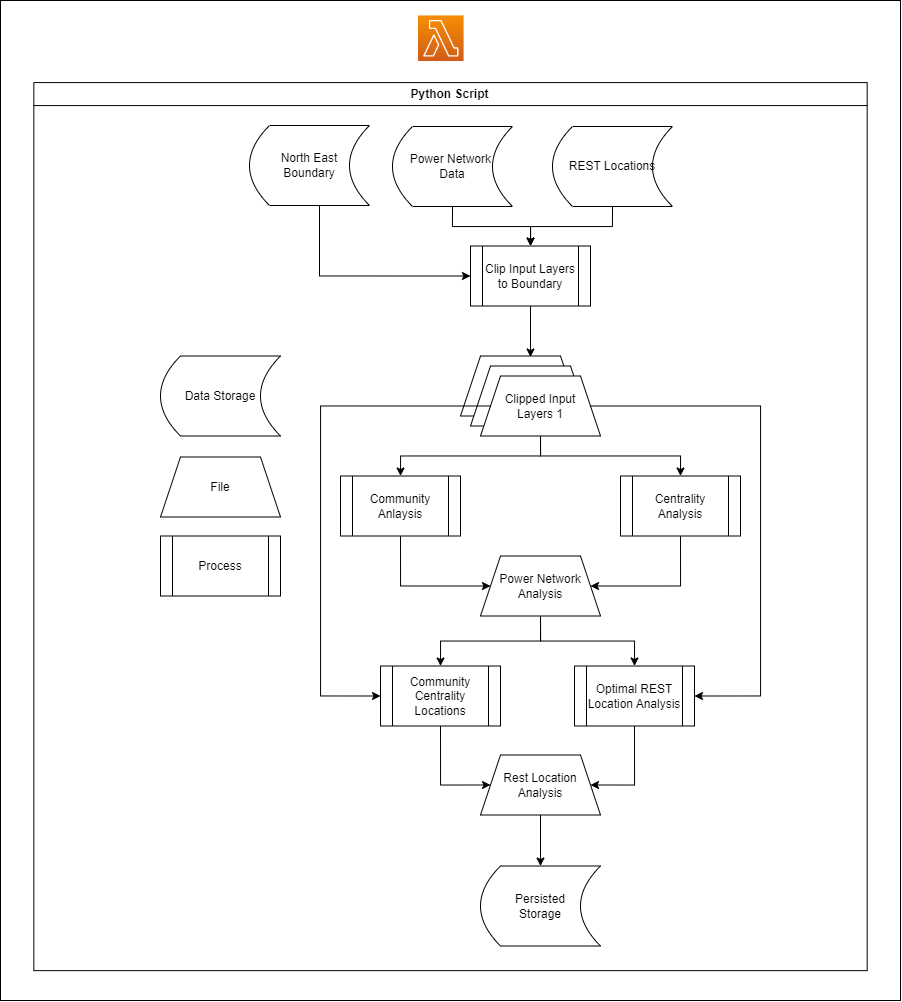 Python Script
North East
Boundary
Power Network
Data
REST Locations
Clip Input Layers
to Boundary
Data Storage
Clipped Input
Layers 1
File
Community
Anlaysis
Centrality
Analysis
Process
Power Network
Analysis
Community
Centrality
Locations
Optimal REST
Location Analysis
Rest Location
Analysis
Persisted
Storage